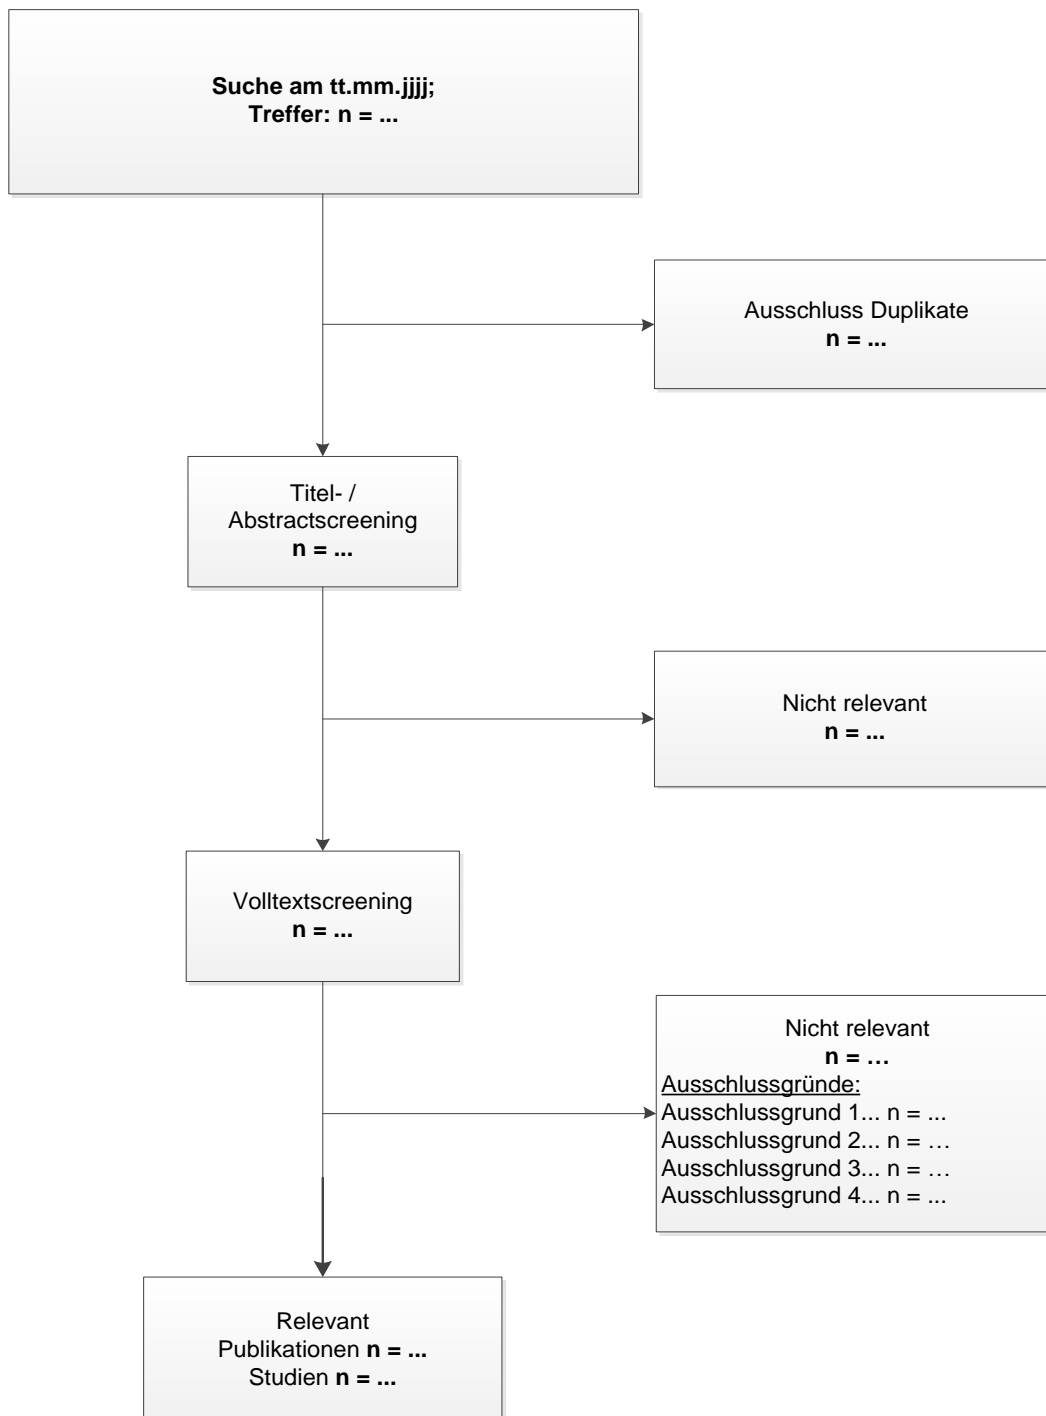 Suche am tt.mm.jjjj;
Treffer: n = ...
Ausschluss Duplikate
n = ...
Titel- /
Abstractscreening
n = ...
Nicht relevant
n = ...
Volltextscreening
n = ...
Nicht relevant
n = …
Ausschlussgründe:
Ausschlussgrund 1... n = ...
Ausschlussgrund 2... n = …
Ausschlussgrund 3... n = …
Ausschlussgrund 4... n = ...
Relevant
Publikationen n = ...
Studien n = ...